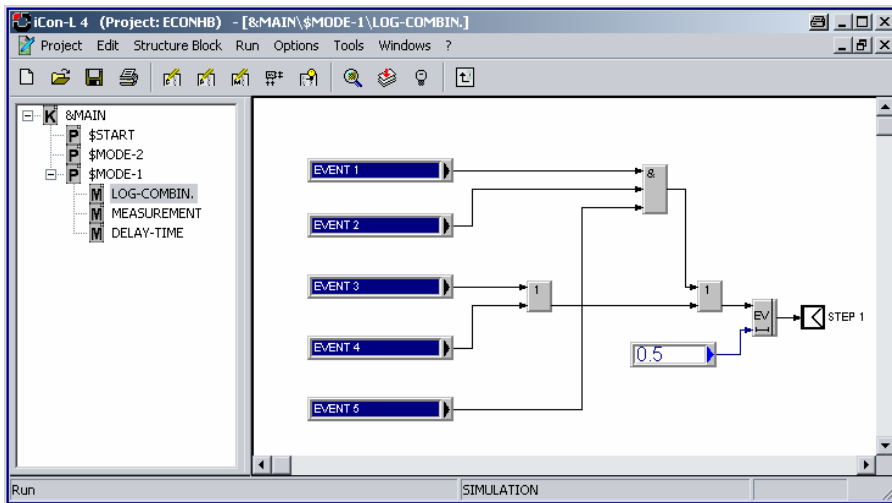 iCon-L 4 (Project: ECONHB) - [&MAIN\$MODE-1\LOG-COMBIN.]
Project Edit Structure Block Run Options Tools Windows ?
K &MAIN
P $START
P $MODE-2
P $MODE-1
M LOG-COMBIN.
M MEASUREMENT
M DELAY-TIME
EVENT 1
&
EVENT 2
EVENT 3
1
1
EV
STEP 1
EVENT 4
0.5
EVENT 5
Run
SIMULATION